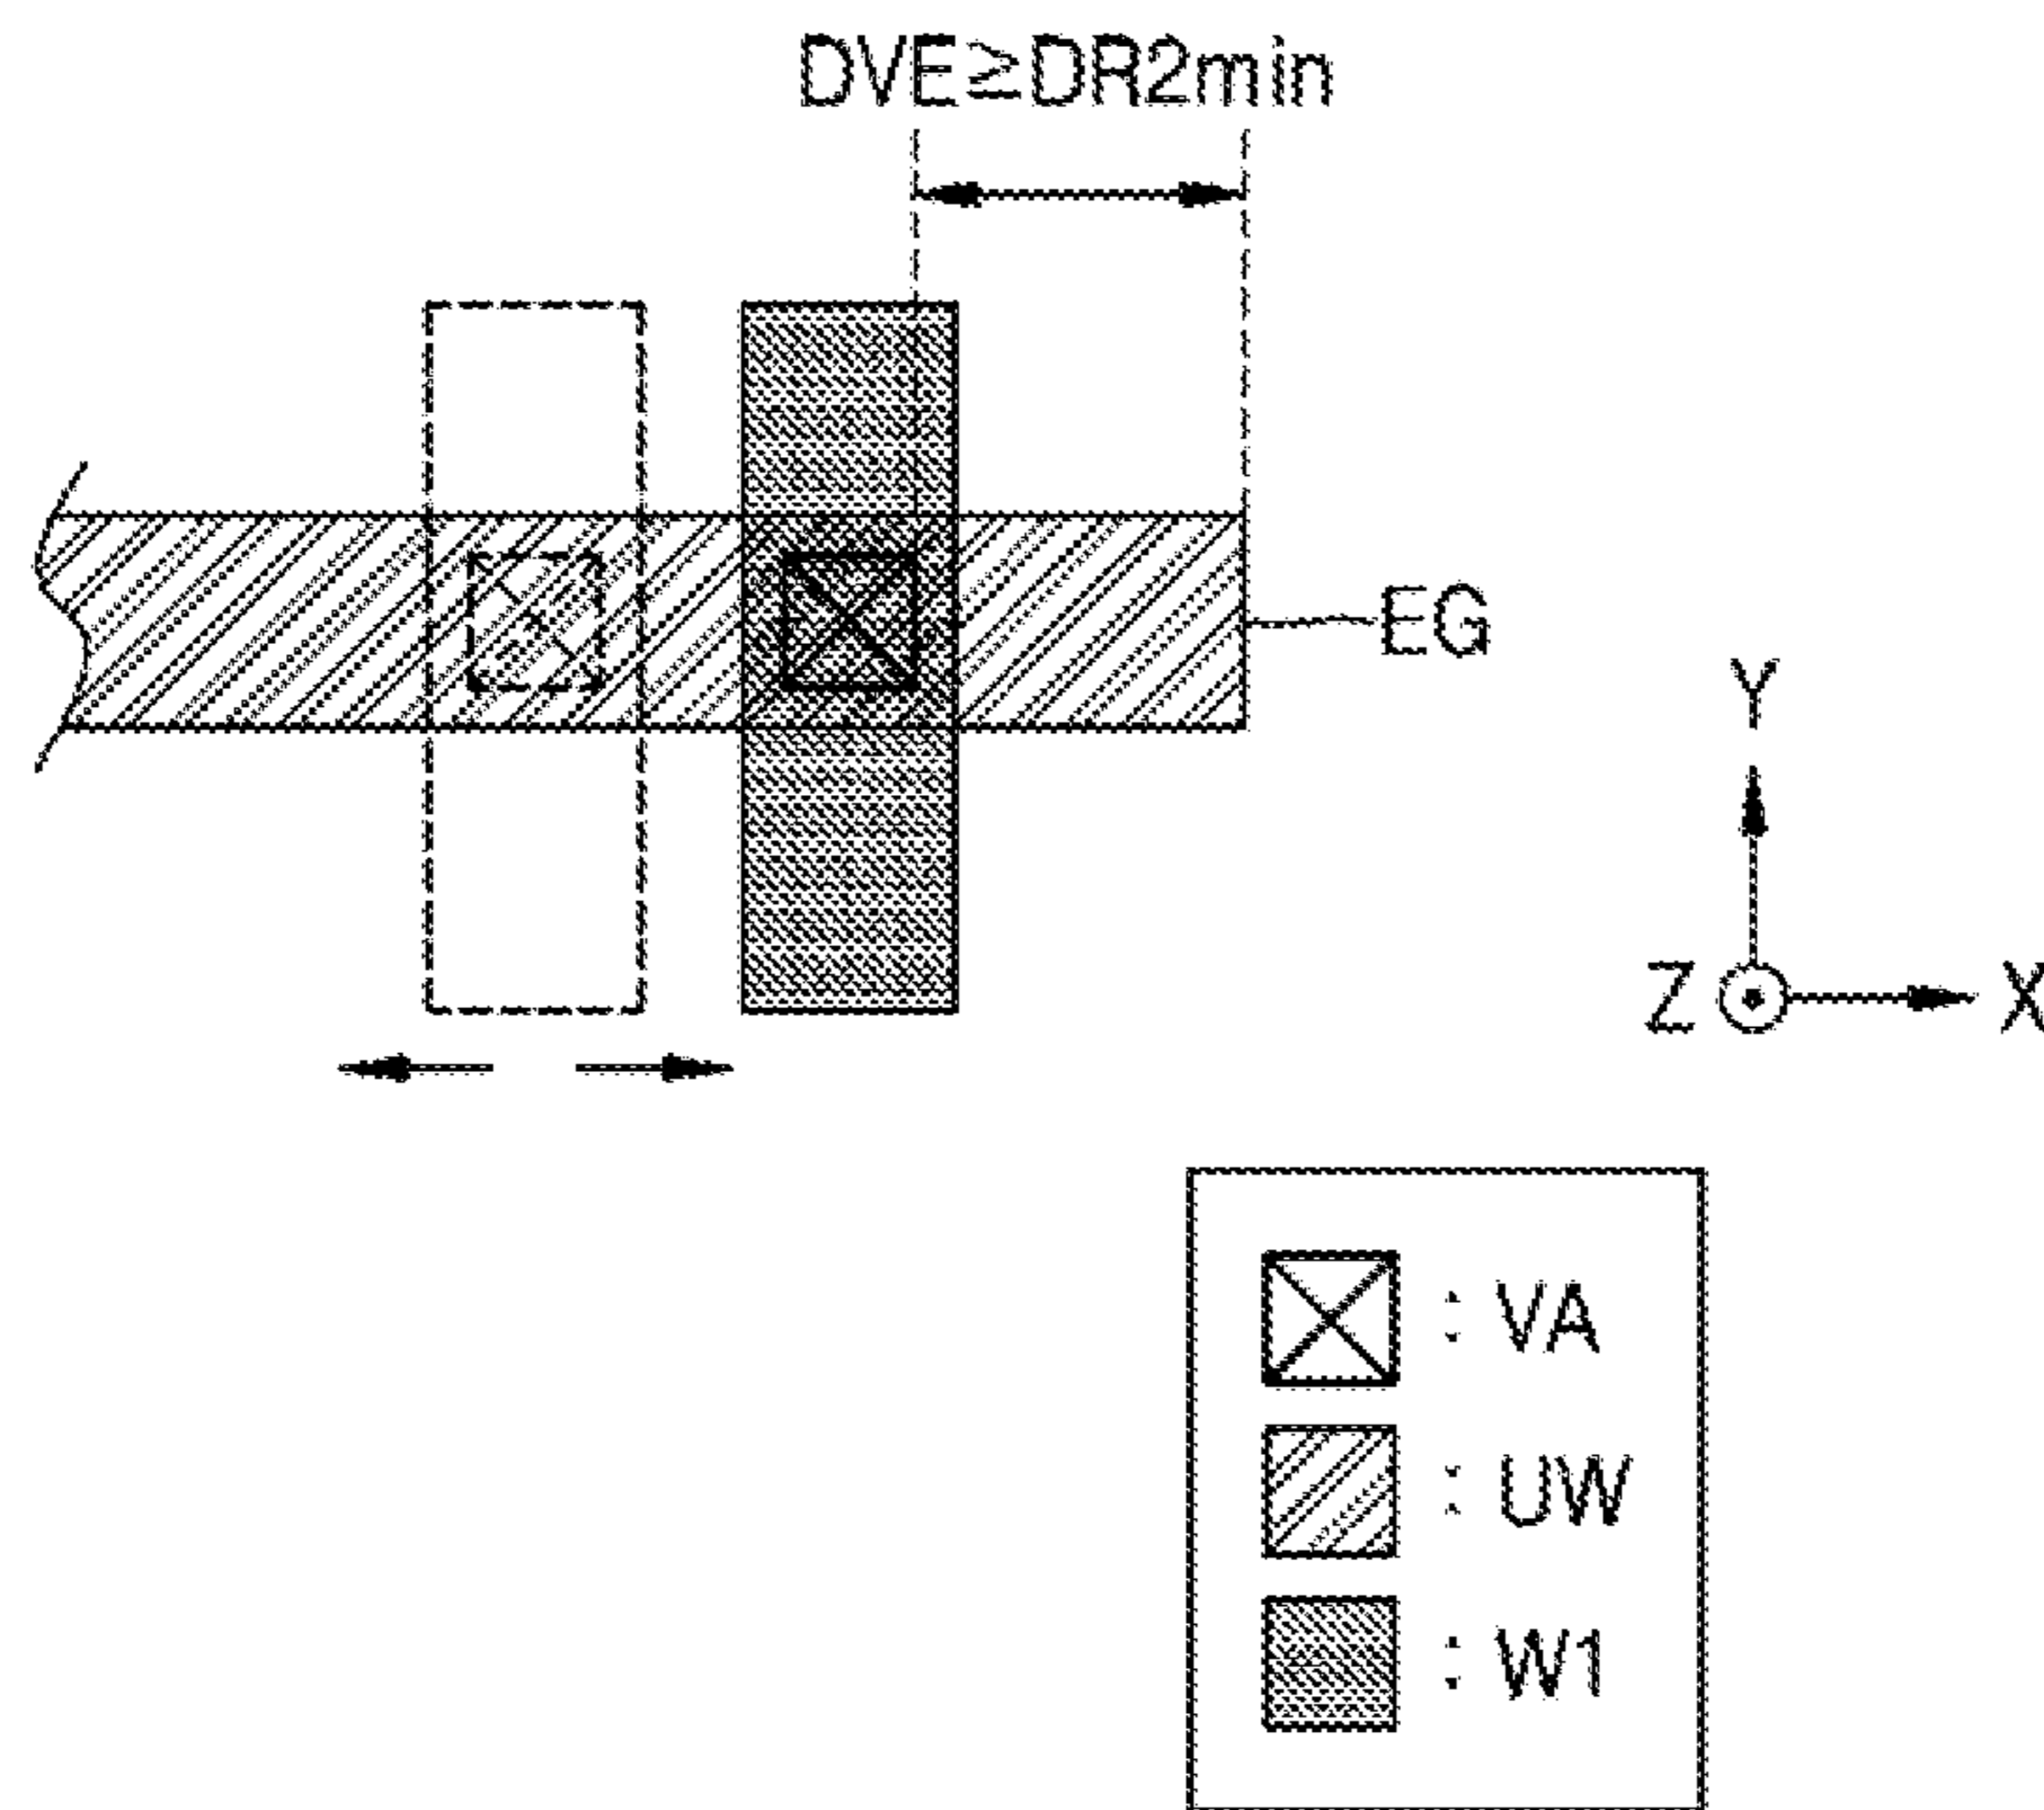 DVE≥DR2min
EG
Y
Z X
: VA
: UW
: W1